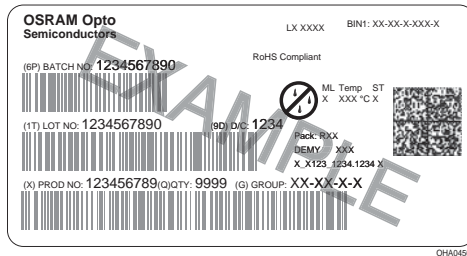 OSRAM Opto
Semiconductors
LX XXXX
BIN1: XX-XX-X-XXX-X
RoHS Compliant
(6P) BATCH NO: 1234567890
ML Temp ST
X XXX °C X
(1T) LOT NO: 1234567890 (9D) D/C: 1234
Pack: RXX
DEMY XXX
X_X123_1234.1234 X
(X) PROD NO: 123456789(Q)QTY: 9999 (G) GROUP: XX-XX-X-X
EXAMPLE